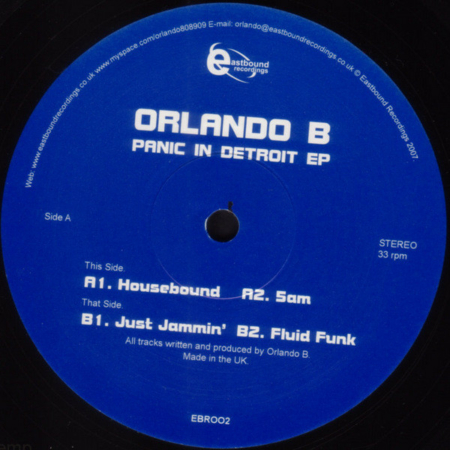 Web: www.eastboundrecordings.co.uk www.myspace.com/orlando808909 E-mail: orlando@eastboundrecordings.co.uk © Eastbound Recordings 2007.
eastbound
recordings
ORLANDO B
PANIC IN DETROIT EP
Side A
STEREO
33 rpm
This Side.
A1. Housebound A2. 5am
That Side.
B1. Just Jammin' B2. Fluid Funk
All tracks written and produced by Orlando B.
Made in the UK.
EBR002